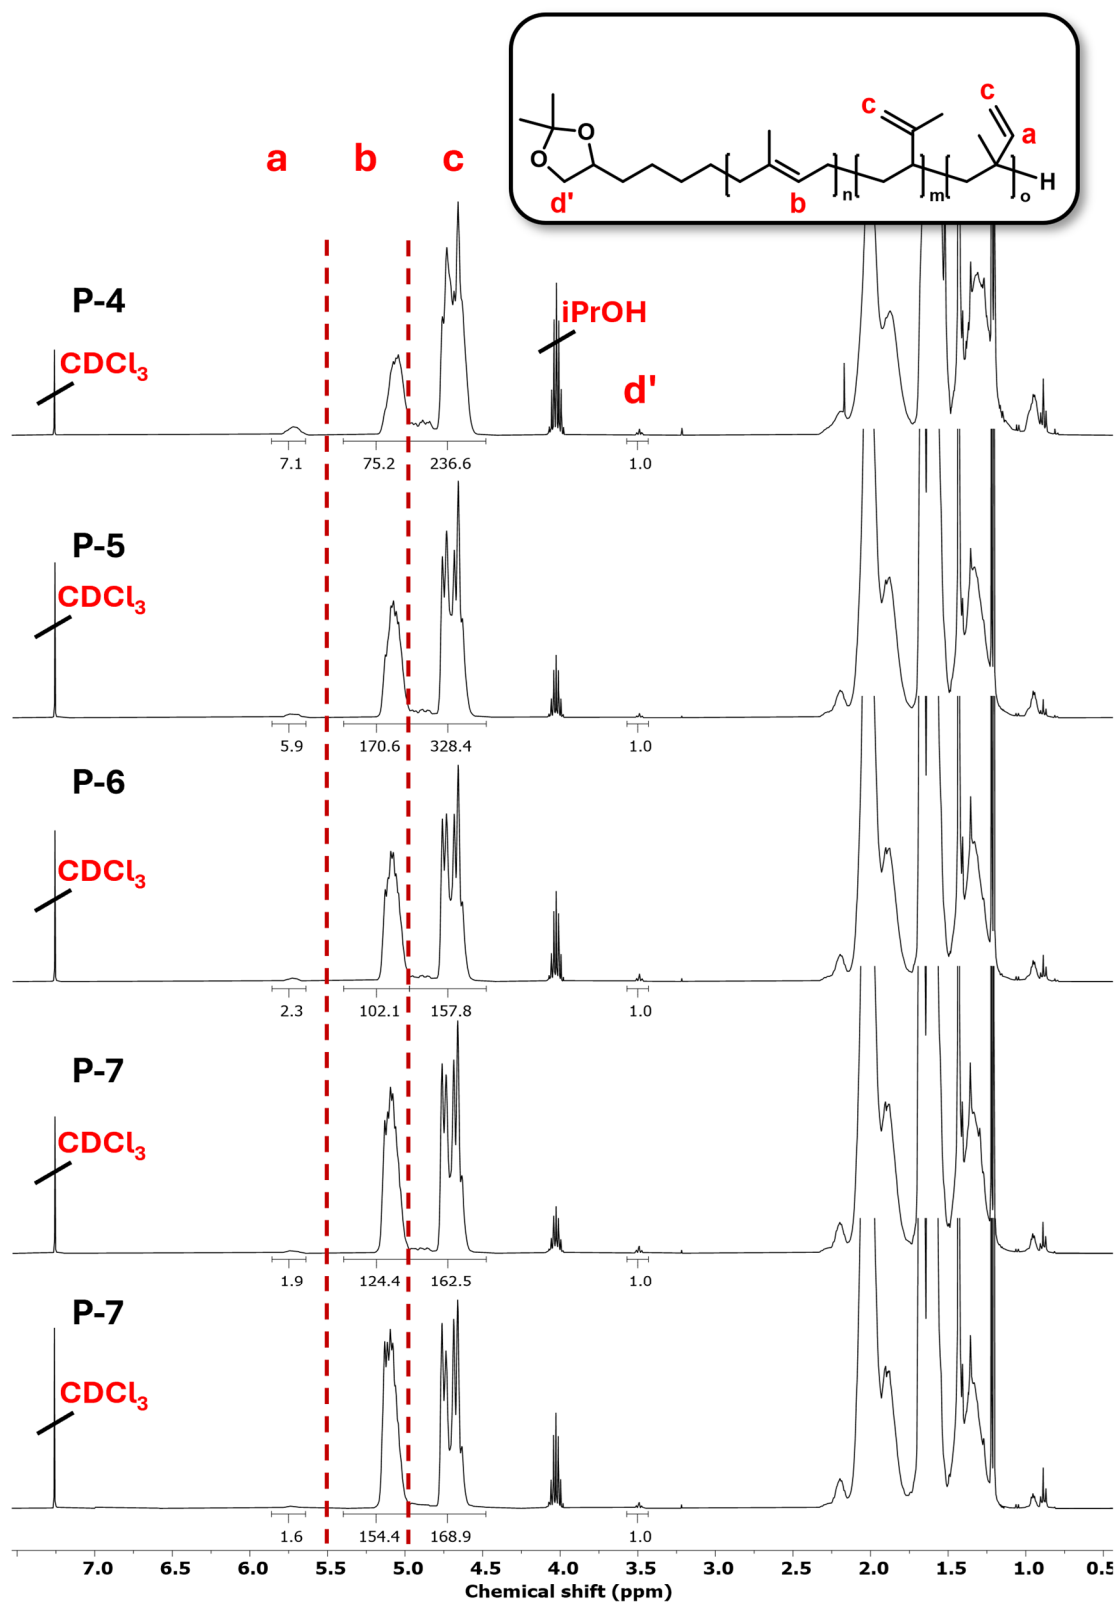 c c
O a
O
n m o H
d' b
a b c
P-4
iPrOH
CDCl₃
d'
7.1 75.2 236.6 1.0
P-5
CDCl₃
5.9 170.6 328.4 1.0
P-6
CDCl₃
2.3 102.1 157.8 1.0
P-7
CDCl₃
1.9 124.4 162.5 1.0
P-7
CDCl₃
1.6 154.4 168.9 1.0
7.0 6.5 6.0 5.5 5.0 4.5 4.0 3.5 3.0 2.5 2.0 1.5 1.0 0.5
Chemical shift (ppm)